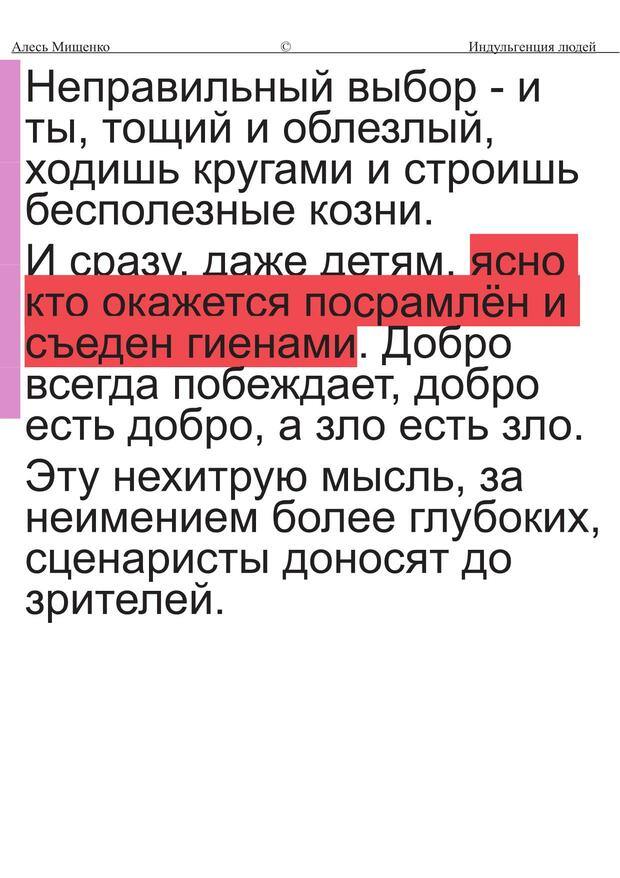 Алесь Мищенко © Индульгенция людей
Неправильный выбор - и
ты, тощий и облезлый,
ходишь кругами и строишь
бесполезные козни.
И сразу, даже детям, ясно
кто окажется посрамлён и
съеден гиенами. Добро
всегда побеждает, добро
есть добро, а зло есть зло.
Эту нехитрую мысль, за
неимением более глубоких,
сценаристы доносят до
зрителей.